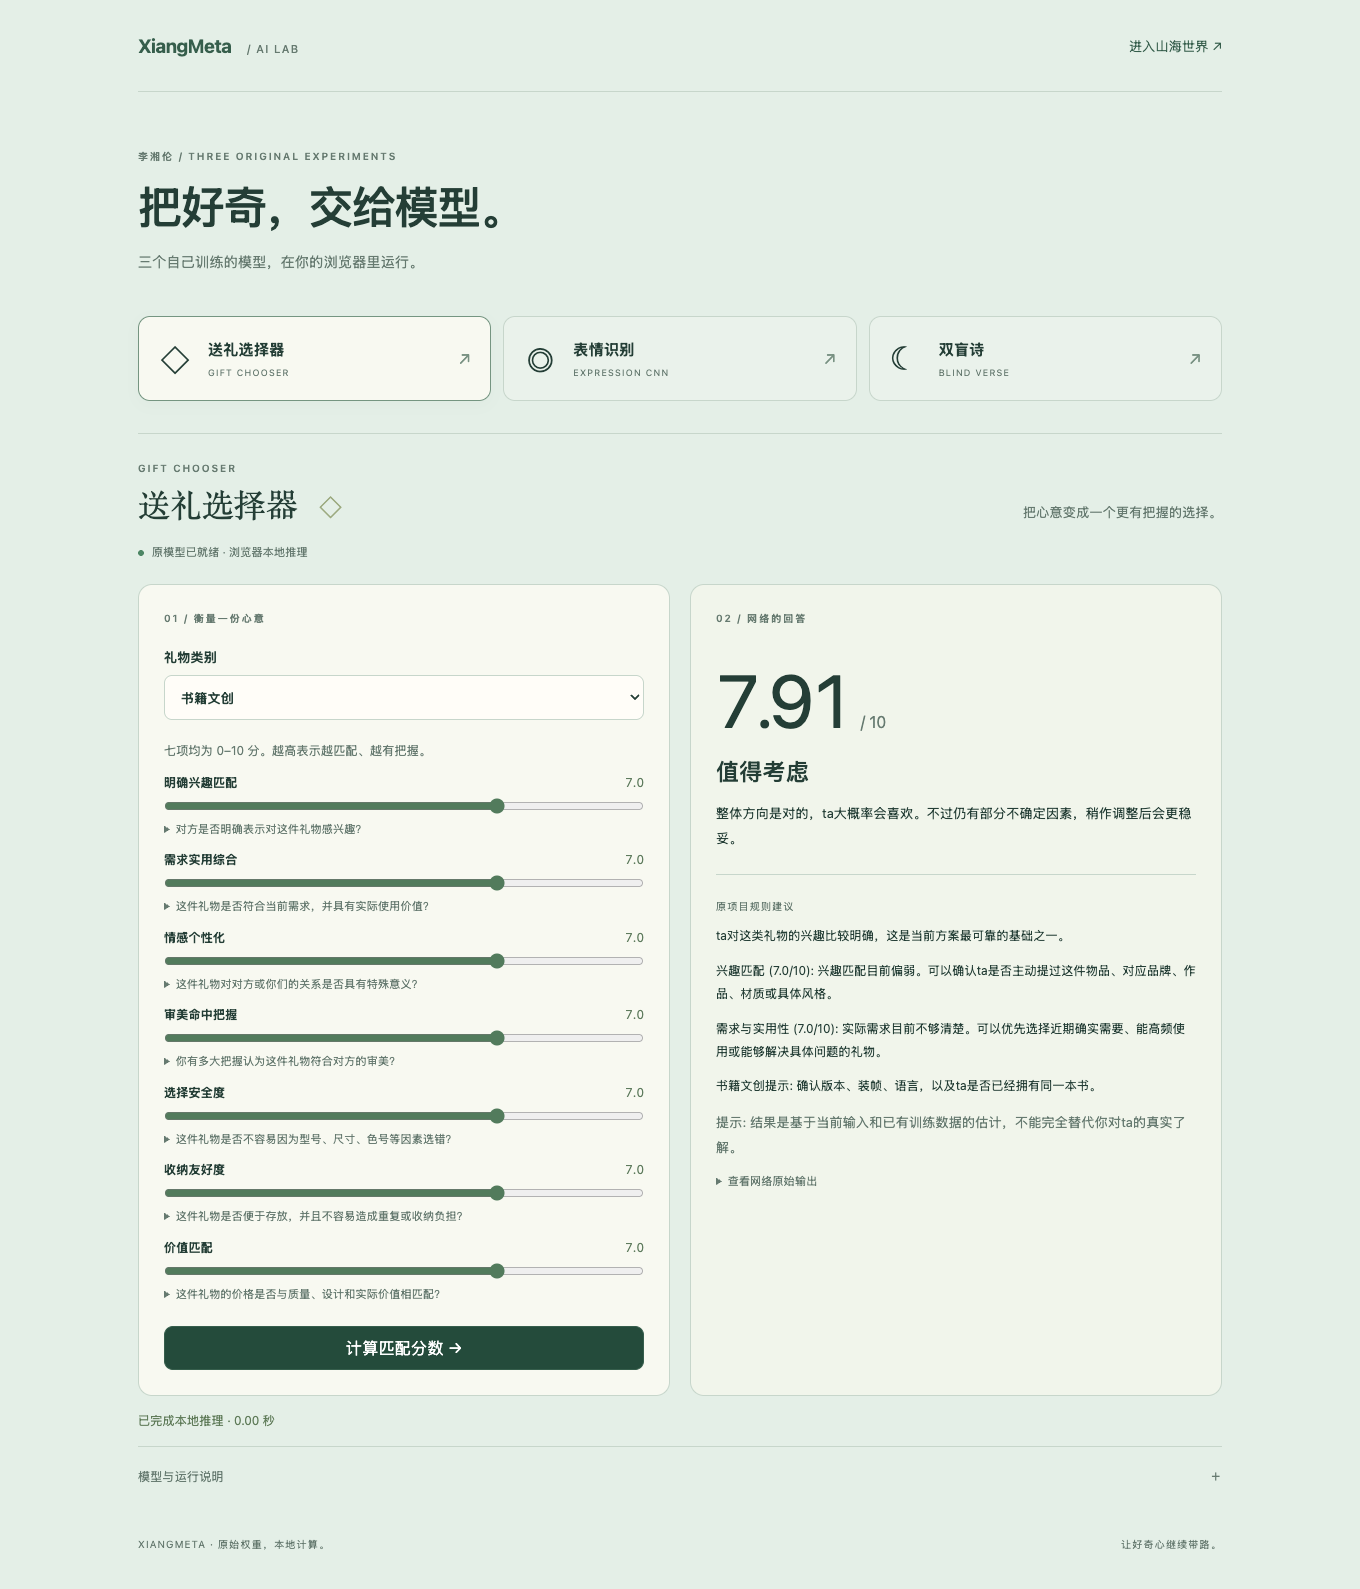 XiangMeta / AI LAB
进入山海世界 ↗
李湘伦 / THREE ORIGINAL EXPERIMENTS
把好奇，交给模型。
三个自己训练的模型，在你的浏览器里运行。
送礼选择器
GIFT CHOOSER
↗
表情识别
EXPRESSION CNN
↗
双盲诗
BLIND VERSE
↗
GIFT CHOOSER
送礼选择器
把心意变成一个更有把握的选择。
原模型已就绪 · 浏览器本地推理
01 / 衡量一份心意
礼物类别
书籍文创
七项均为 0–10 分。越高表示越匹配、越有把握。
明确兴趣匹配 7.0
对方是否明确表示对这件礼物感兴趣?
需求实用综合 7.0
这件礼物是否符合当前需求，并具有实际使用价值?
情感个性化 7.0
这件礼物对对方或你们的关系是否具有特殊意义?
审美命中把握 7.0
你有多大把握认为这件礼物符合对方的审美?
选择安全度 7.0
这件礼物是否不容易因为型号、尺寸、色号等因素选错?
收纳友好度 7.0
这件礼物是否便于存放，并且不容易造成重复或收纳负担?
价值匹配 7.0
这件礼物的价格是否与质量、设计和实际价值相匹配?
计算匹配分数 →
02 / 网络的回答
7.91 / 10
值得考虑
整体方向是对的，ta大概率会喜欢。不过仍有部分不确定因素，稍作调整后会更稳
妥。
原项目规则建议
ta对这类礼物的兴趣比较明确，这是当前方案最可靠的基础之一。
兴趣匹配 (7.0/10): 兴趣匹配目前偏弱。可以确认ta是否主动提过这件物品、对应品牌、作
品、材质或具体风格。
需求与实用性 (7.0/10): 实际需求目前不够清楚。可以优先选择近期确实需要、能高频使
用或能够解决具体问题的礼物。
书籍文创提示: 确认版本、装帧、语言，以及ta是否已经拥有同一本书。
提示: 结果是基于当前输入和已有训练数据的估计，不能完全替代你对ta的真实了
解。
查看网络原始输出
已完成本地推理 · 0.00 秒
模型与运行说明 +
XIANGMETA · 原始权重，本地计算。
让好奇心继续带路。